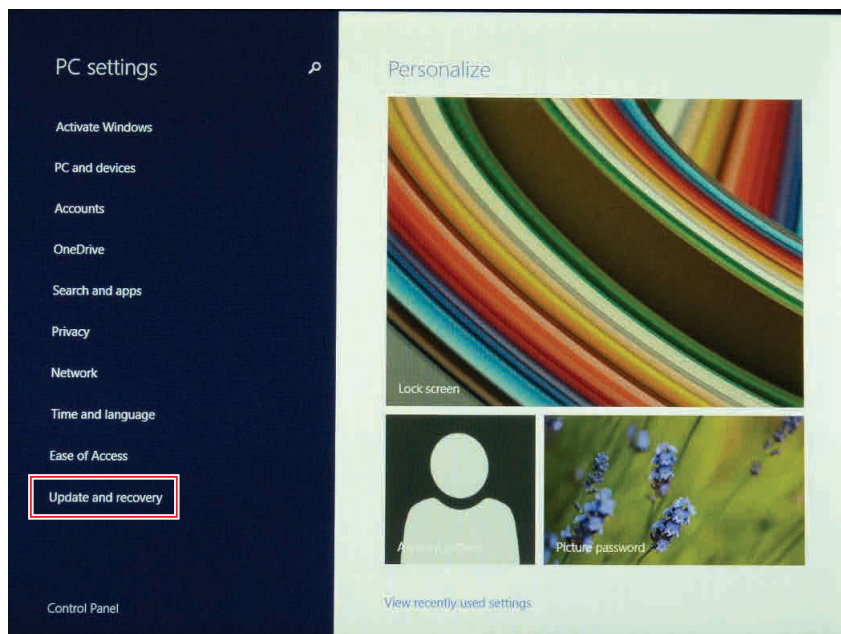 PC settings
Activate Windows
PC and devices
Accounts
OneDrive
Search and apps
Privacy
Network
Time and language
Ease of Access
Update and recovery
Control Panel
Personalize
Lock screen
Picture password
View recently used settings